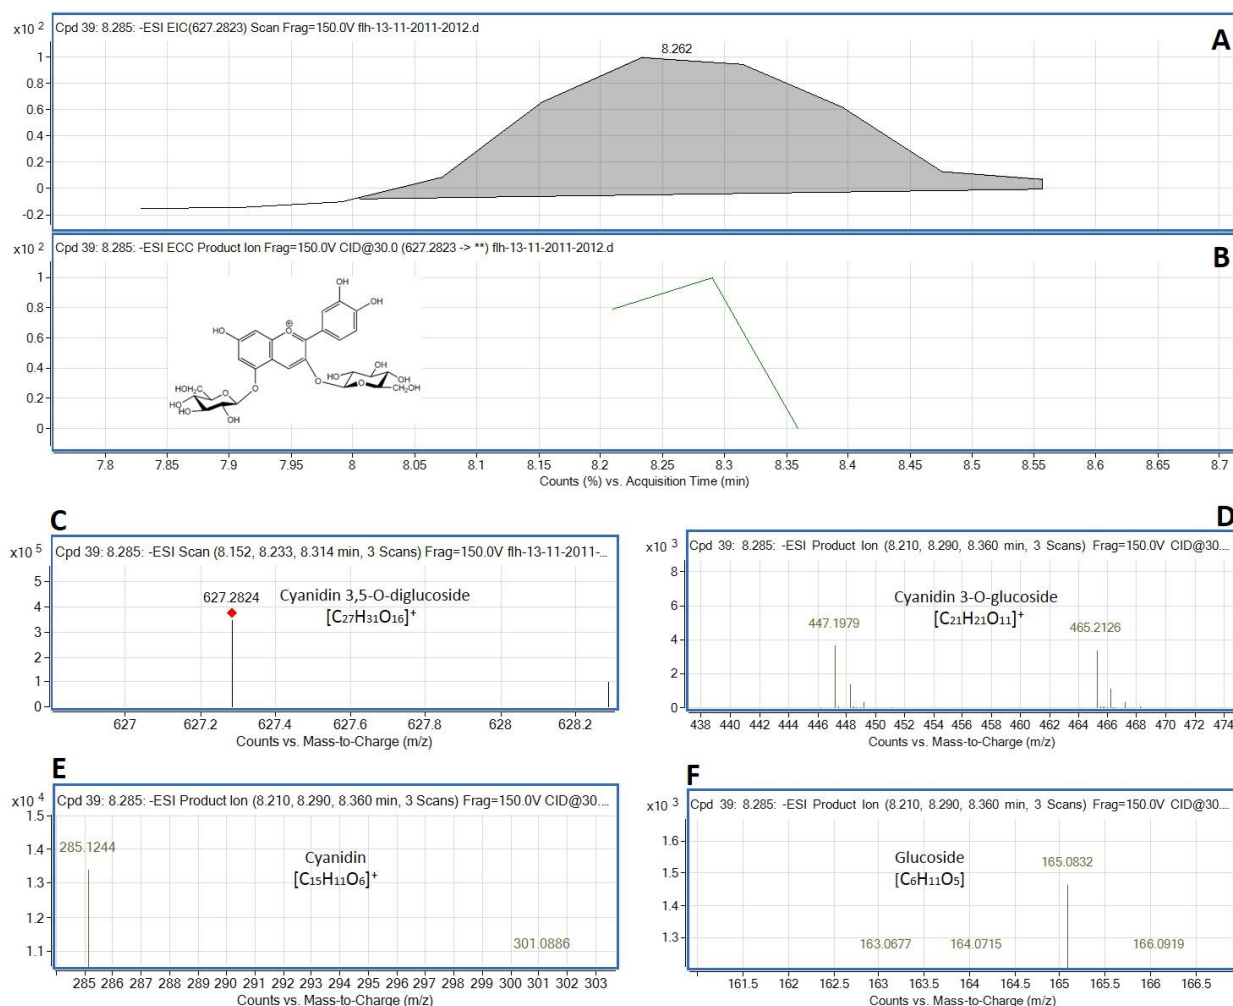 A
Cpd 39: 8.285: -ESI EIC(627.2823) Scan Frag=150.0V flh-13-11-2011-2012.d
x10 2
8.262
1
0.8
0.6
0.4
0.2
0
-0.2
B
Cpd 39: 8.285: -ESI ECC Product Ion Frag=150.0V CID@30.0 (627.2823 -> **) flh-13-11-2011-2012.d
x10 2
1
0.8
0.6
0.4
0.2
0
OH
OH
HO
O
⊕
O
O
HOH₂C
HO
HO
O
OH
HO
OH
HO
CH₂OH
O
7.8 7.85 7.9 7.95 8 8.05 8.1 8.15 8.2 8.25 8.3 8.35 8.4 8.45 8.5 8.55 8.6 8.65 8.7
Counts (%) vs. Acquisition Time (min)
C
Cpd 39: 8.285: -ESI Scan (8.152, 8.233, 8.314 min, 3 Scans) Frag=150.0V flh-13-11-2011-...
x10 5
627.2824
Cyanidin 3,5-O-diglucoside
[C₂₇H₃₁O₁₆]⁺
5
4
3
2
1
0
627 627.2 627.4 627.6 627.8 628 628.2
Counts vs. Mass-to-Charge (m/z)
D
Cpd 39: 8.285: -ESI Product Ion (8.210, 8.290, 8.360 min, 3 Scans) Frag=150.0V CID@30....
x10 3
Cyanidin 3-O-glucoside
[C₂₁H₂₁O₁₁]⁺
447.1979
465.2126
8
6
4
2
0
438 440 442 444 446 448 450 452 454 456 458 460 462 464 466 468 470 472 474
Counts vs. Mass-to-Charge (m/z)
E
Cpd 39: 8.285: -ESI Product Ion (8.210, 8.290, 8.360 min, 3 Scans) Frag=150.0V CID@30....
x10 4
285.1244
Cyanidin
[C₁₅H₁₁O₆]⁺
301.0886
1.5
1.4
1.3
1.2
1.1
285 286 287 288 289 290 291 292 293 294 295 296 297 298 299 300 301 302 303
Counts vs. Mass-to-Charge (m/z)
F
Cpd 39: 8.285: -ESI Product Ion (8.210, 8.290, 8.360 min, 3 Scans) Frag=150.0V CID@30....
x10 3
Glucoside
[C₆H₁₁O₅]
165.0832
163.0677
164.0715
166.0919
1.6
1.5
1.4
1.3
161.5 162 162.5 163 163.5 164 164.5 165 165.5 166 166.5
Counts vs. Mass-to-Charge (m/z)